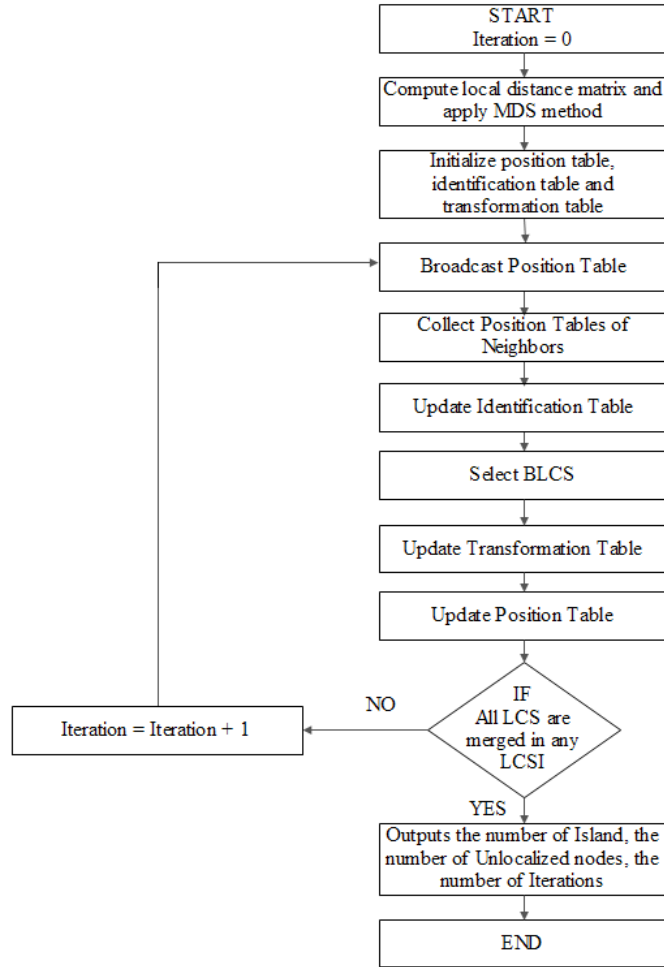 START
Iteration = 0
Compute local distance matrix and
apply MDS method
Initialize position table,
identification table and
transformation table
Broadcast Position Table
Collect Position Tables of
Neighbors
Update Identification Table
Select BLCS
Update Transformation Table
Update Position Table
IF
All LCS are
merged in any
LCSI
NO
Iteration = Iteration + 1
YES
Outputs the number of Island, the
number of Unlocalized nodes, the
number of Iterations
END